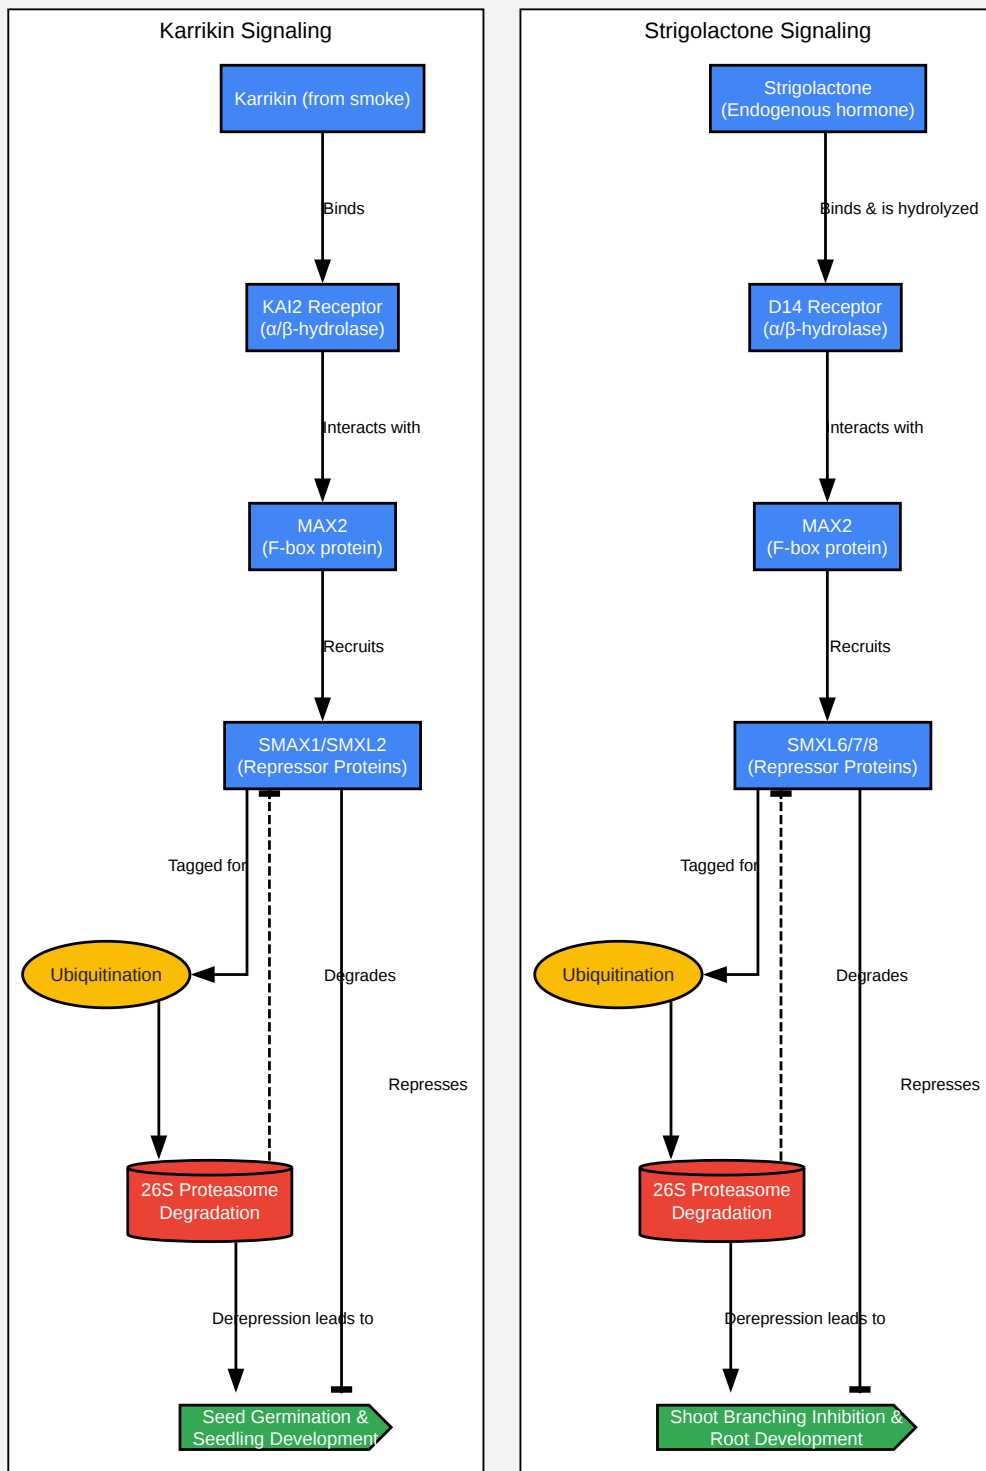 Karrikin Signaling
Karrikin (from smoke)
Binds
KAI2 Receptor
(α/β-hydrolase)
Interacts with
MAX2
(F-box protein)
Recruits
SMAX1/SMXL2
(Repressor Proteins)
Tagged for
Ubiquitination
Degrades
Represses
26S Proteasome
Degradation
Derepression leads to
Seed Germination &
Seedling Development
Strigolactone Signaling
Strigolactone
(Endogenous hormone)
Binds & is hydrolyzed
D14 Receptor
(α/β-hydrolase)
Interacts with
MAX2
(F-box protein)
Recruits
SMXL6/7/8
(Repressor Proteins)
Tagged for
Ubiquitination
Degrades
Represses
26S Proteasome
Degradation
Derepression leads to
Shoot Branching Inhibition &
Root Development